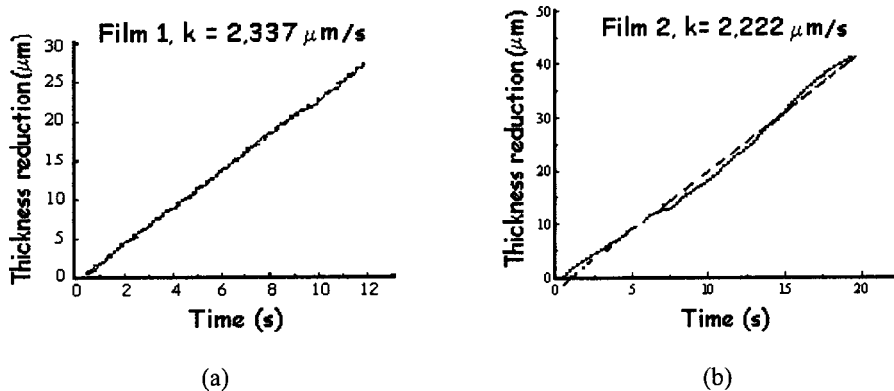 Film 1, k = 2,337 μm/s
Thickness reduction (μm)
30
25
20
15
10
5
0
2
4
6
8
10
12
Time (s)
(a)
Film 2, k= 2,222 μm/s
Thickness reduction (μm)
50
40
30
20
10
0
5
10
15
20
Time (s)
(b)